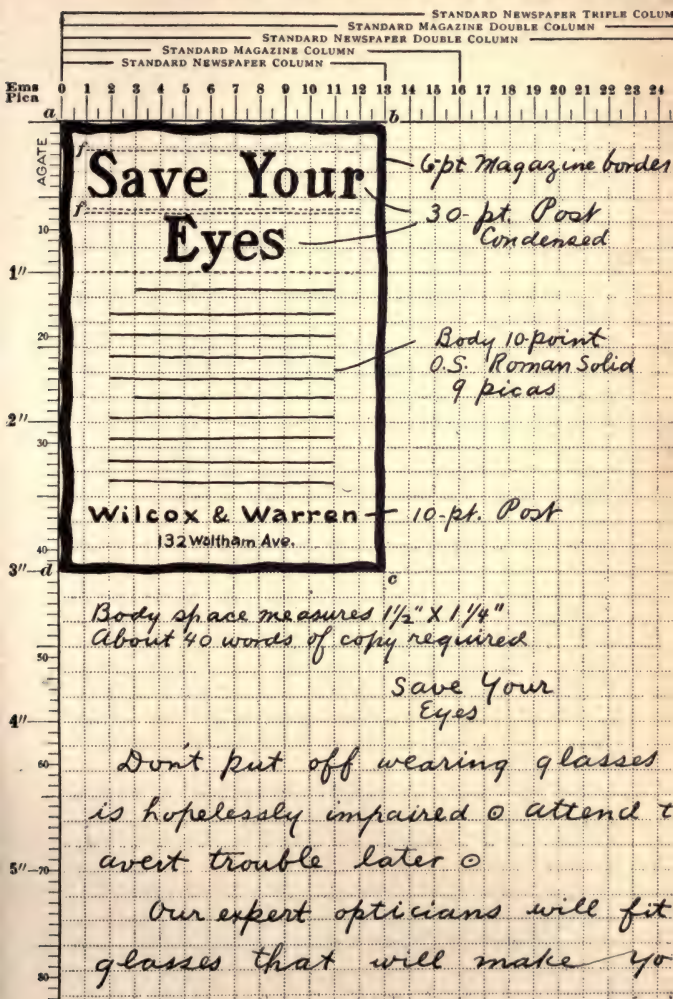 STANDARD NEWSPAPER TRIPLE COLUM
STANDARD MAGAZINE DOUBLE COLUMN
STANDARD NEWSPAPER DOUBLE COLUMN
STANDARD MAGAZINE COLUMN
STANDARD NEWSPAPER COLUMN
Ems
Pica
0 1 2 3 4 5 6 7 8 9 10 11 12 13 14 15 16 17 18 19 20 21 22 23 24
a b
AGATE
f
Save Your
f
Eyes
6-pt Magazine border
30-pt. Post
Condensed
10
1"
20
Body 10-point
O.S. Roman Solid
9 picas
2"
30
Wilcox & Warren
10-pt. Post
132 Waltham Ave.
40
3" d c
Body space measures 1 1/2" X 1 1/4"
About 40 words of copy required
50
Save Your
Eyes
4"
Don't put off wearing glasses
60
is hopelessly impaired ⊙ attend t
avert trouble later ⊙
5" 70
Our expert opticians will fit
glasses that will make yo
80